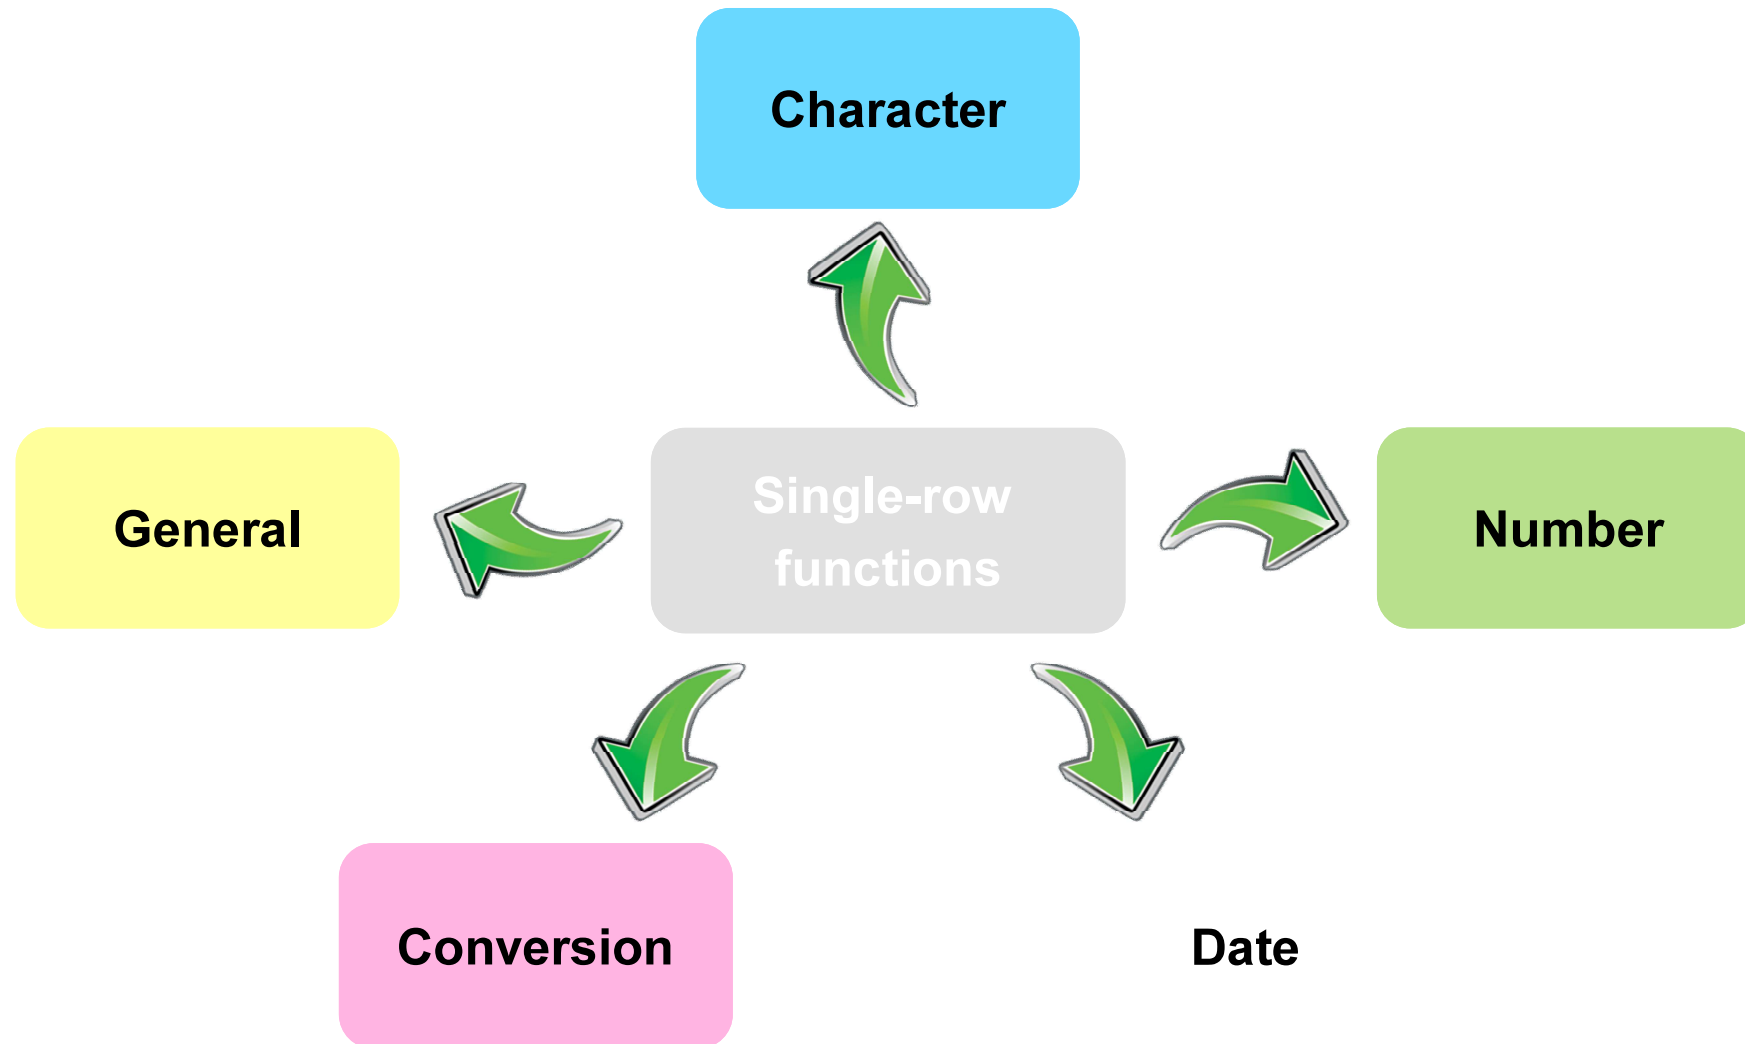 Character
General
Single-row
functions
Number
Conversion
Date